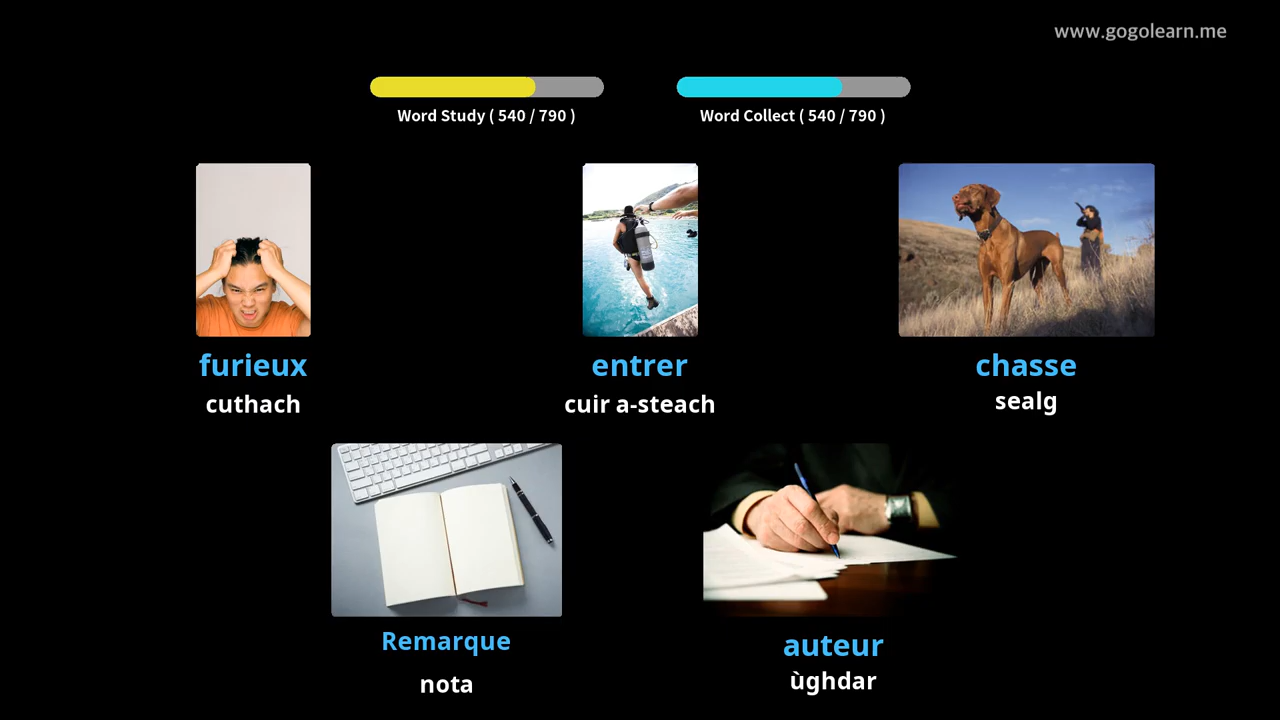 www.gogolearn.me
Word Study ( 540 / 790 )
Word Collect ( 540 / 790 )
furieux
cuthach
entrer
cuir a-steach
chasse
sealg
Remarque
nota
auteur
ùghdar